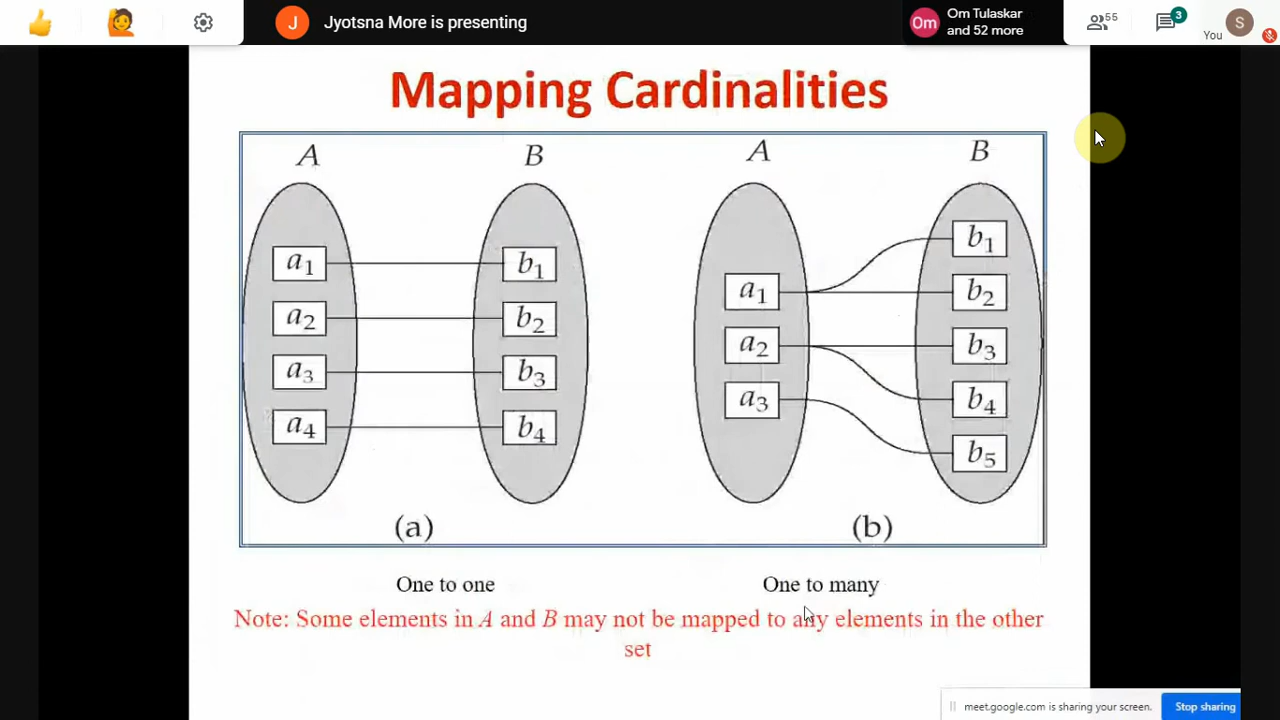 J Jyotsna More is presenting
Om Om Tulaskar
and 52 more
55
3
You
S
Mapping Cardinalities
A B A B
a1 b1
a2 b2
a3 b3
a4 b4
a1 b1
a2 b2
a3 b3
b4
b5
(a) (b)
One to one One to many
Note: Some elements in A and B may not be mapped to any elements in the other
set
meet.google.com is sharing your screen. Stop sharing